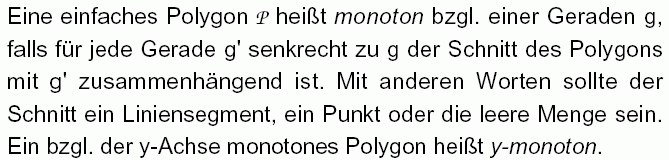 Eine einfaches Polygon 𝒫 heißt monoton bzgl. einer Geraden g,
falls für jede Gerade g' senkrecht zu g der Schnitt des Polygons
mit g' zusammenhängend ist. Mit anderen Worten sollte der
Schnitt ein Liniensegment, ein Punkt oder die leere Menge sein.
Ein bzgl. der y-Achse monotones Polygon heißt y-monoton.